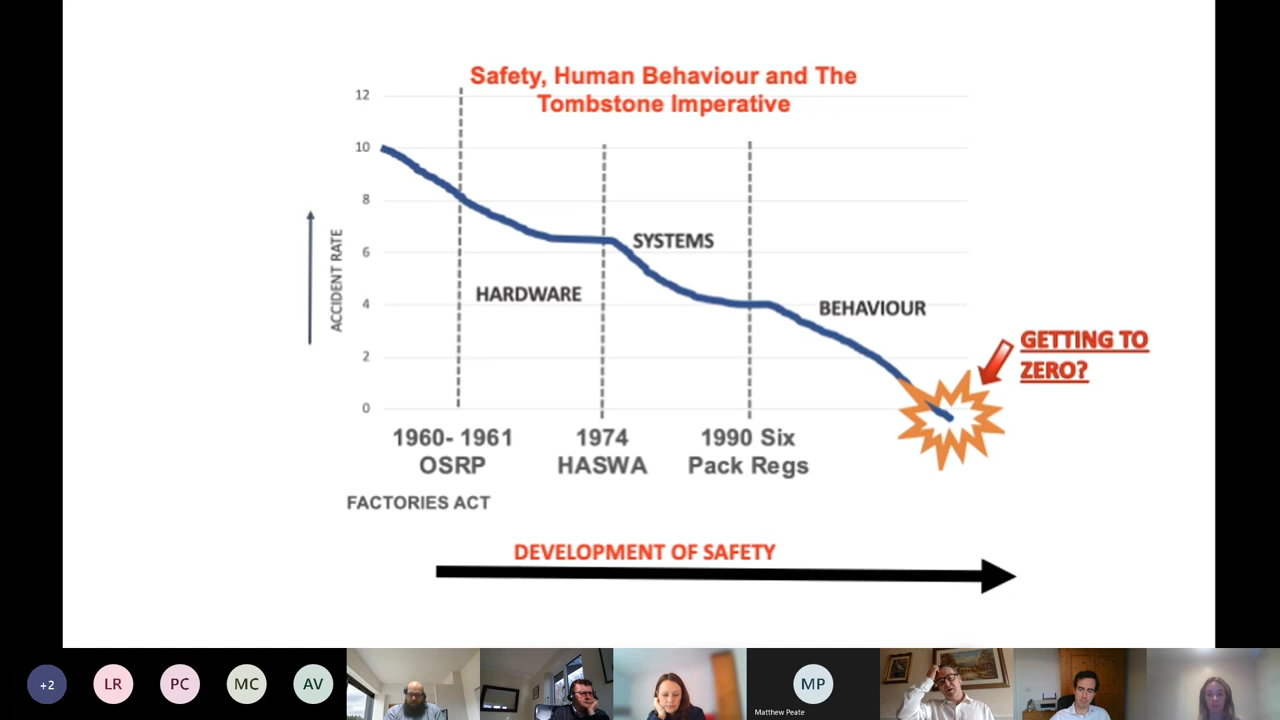 Safety, Human Behaviour and The
Tombstone Imperative
12
10
8
6
4
2
0
ACCIDENT RATE
SYSTEMS
HARDWARE
BEHAVIOUR
GETTING TO
ZERO?
1960- 1961
OSRP
1974
HASWA
1990 Six
Pack Regs
FACTORIES ACT
DEVELOPMENT OF SAFETY
+2
LR
PC
MC
AV
MP
Matthew Peate